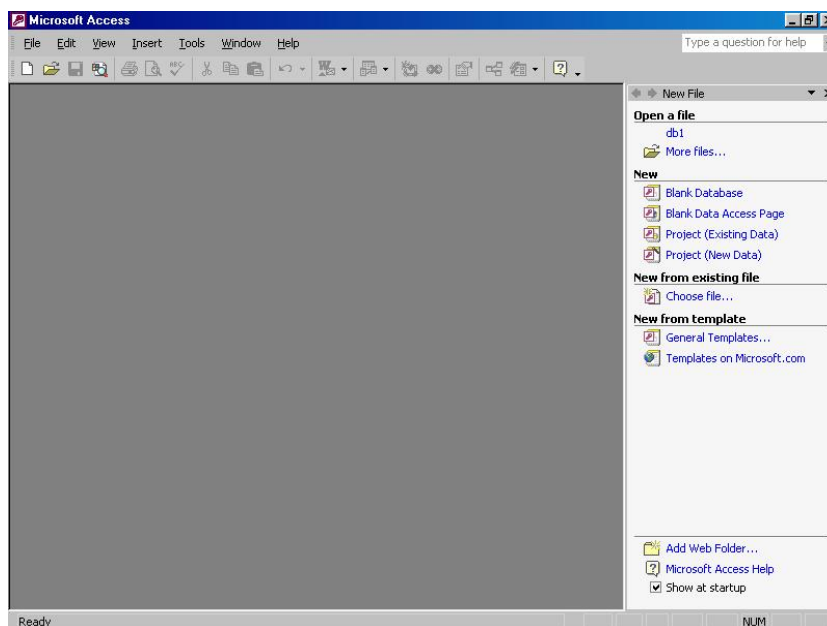 Microsoft Access
File Edit View Insert Tools Window Help
Type a question for help
New File
Open a file
db1
More files...
New
Blank Database
Blank Data Access Page
Project (Existing Data)
Project (New Data)
New from existing file
Choose file...
New from template
General Templates...
Templates on Microsoft.com
Add Web Folder...
Microsoft Access Help
Show at startup
Ready NUM